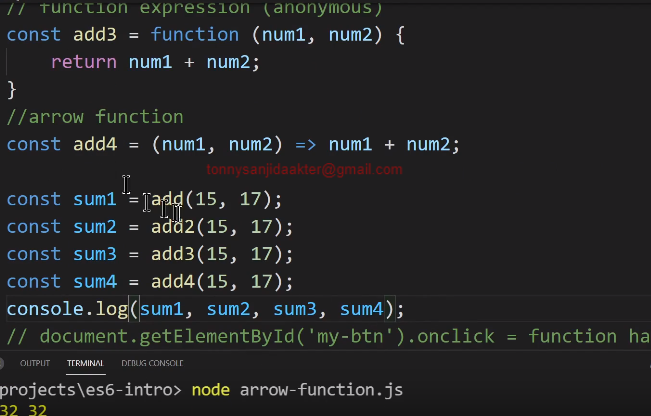 // function expression (anonymous)
const add3 = function (num1, num2) {
    return num1 + num2;
}
//arrow function
const add4 = (num1, num2) => num1 + num2;
tonnysanjidaakter@gmail.com
const sum1 = add(15, 17);
const sum2 = add2(15, 17);
const sum3 = add3(15, 17);
const sum4 = add4(15, 17);
console.log(sum1, sum2, sum3, sum4);
// document.getElementById('my-btn').onclick = function ha
OUTPUT TERMINAL DEBUG CONSOLE
projects\es6-intro> node arrow-function.js
32 32